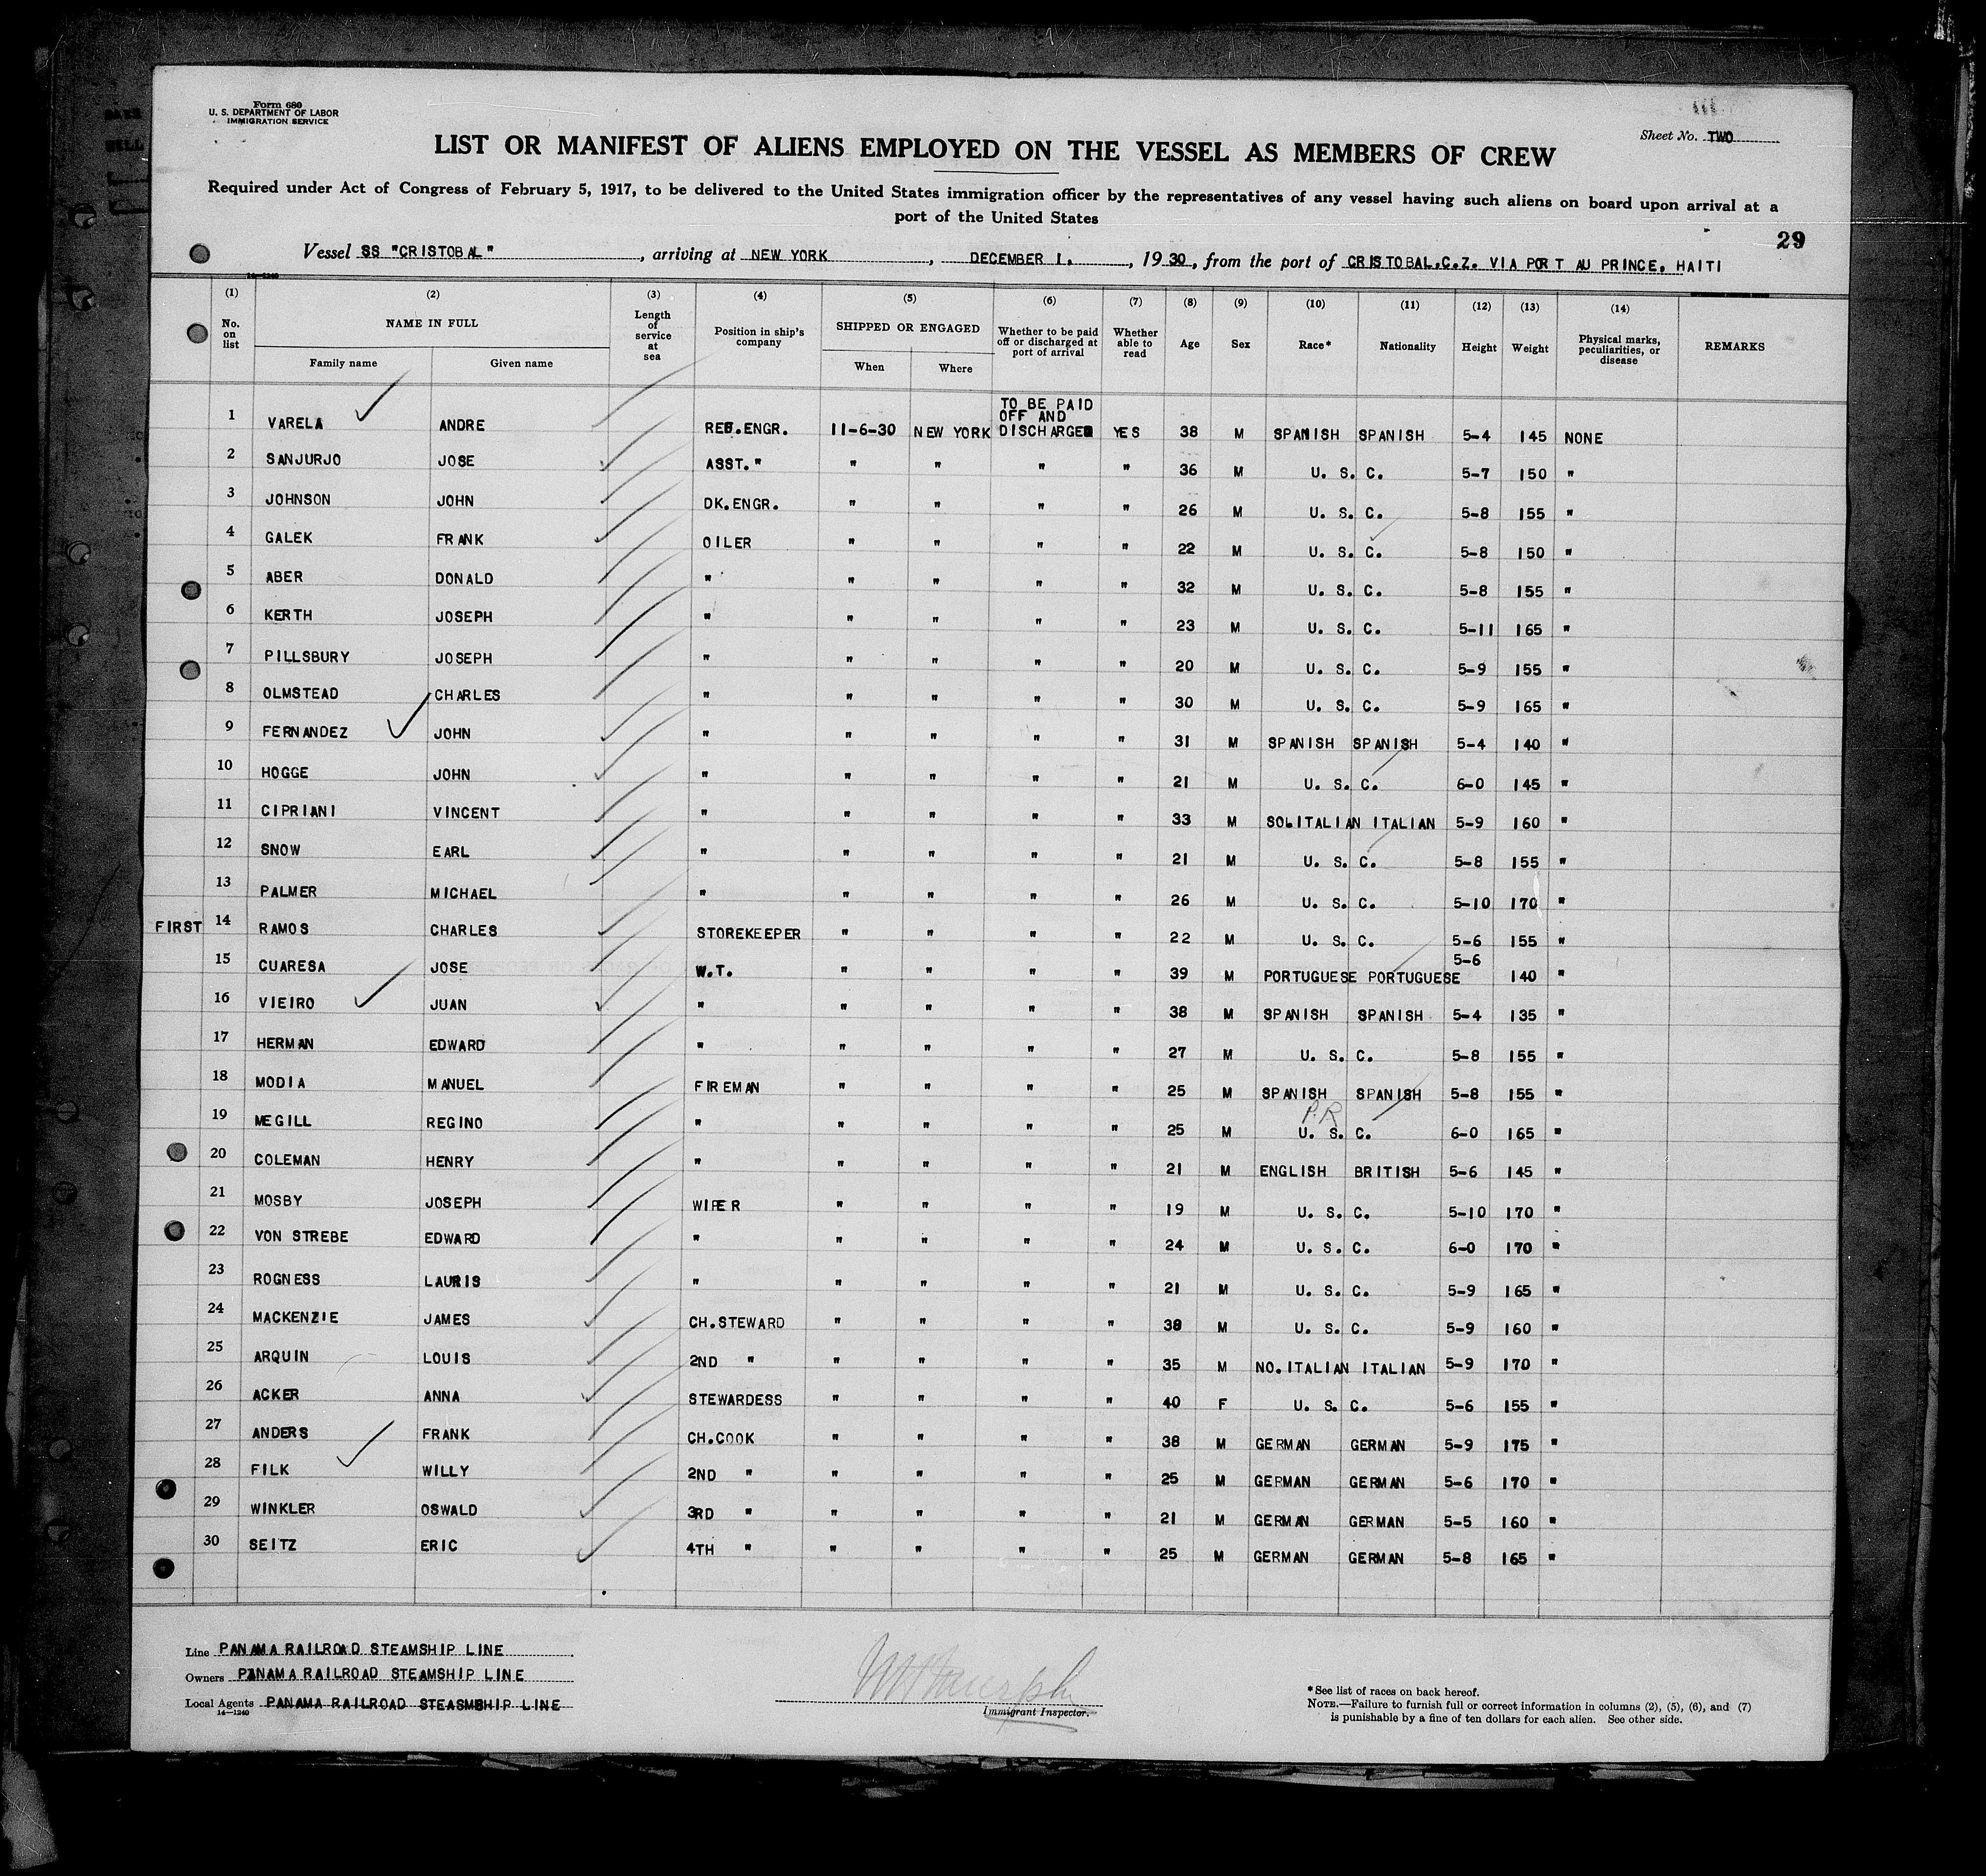 Form 680
U. S. DEPARTMENT OF LABOR
IMMIGRATION SERVICE
Sheet No. TWO
LIST OR MANIFEST OF ALIENS EMPLOYED ON THE VESSEL AS MEMBERS OF CREW
Required under Act of Congress of February 5, 1917, to be delivered to the United States immigration officer by the representatives of any vessel having such aliens on board upon arrival at a
port of the United States
29
Vessel SS "CRISTOBAL", arriving at NEW YORK, DECEMBER 1., 1930, from the port of CRISTOBAL.C.Z. VIA PORT AU PRINCE. HAITI
14—1240
(1) (2) (3) (4) (5) (6) (7) (8) (9) (10) (11) (12) (13) (14)
No. on list NAME IN FULL Length of service at sea Position in ship's company SHIPPED OR ENGAGED Whether to be paid off or discharged at port of arrival Whether able to read Age Sex Race* Nationality Height Weight Physical marks, peculiarities, or disease REMARKS
Family name Given name When Where
1 VARELA ANDRE REF.ENGR. 11-6-30 NEW YORK TO BE PAID OFF AND DISCHARGED YES 38 M SPANISH SPANISH 5-4 145 NONE
2 SANJURJO JOSE ASST." " " " " 36 M U. S. C. 5-7 150 "
3 JOHNSON JOHN DK.ENGR. " " " " 26 M U. S. C. 5-8 155 "
4 GALEK FRANK OILER " " " " 22 M U. S. C. 5-8 150 "
5 ABER DONALD " " " " " 32 M U. S. C. 5-8 155 "
6 KERTH JOSEPH " " " " " 23 M U. S. C. 5-11 165 "
7 PILLSBURY JOSEPH " " " " " 20 M U. S. C. 5-9 155 "
8 OLMSTEAD CHARLES " " " " " 30 M U. S. C. 5-9 165 "
9 FERNANDEZ JOHN " " " " " 31 M SPANISH SPANISH 5-4 140 "
10 HOGGE JOHN " " " " " 21 M U. S. C. 6-0 145 "
11 CIPRIANI VINCENT " " " " " 33 M SO.ITALIAN ITALIAN 5-9 160 "
12 SNOW EARL " " " " " 21 M U. S. C. 5-8 155 "
13 PALMER MICHAEL " " " " " 26 M U. S. C. 5-10 170 "
FIRST 14 RAMOS CHARLES STOREKEEPER " " " " 22 M U. S. C. 5-6 155 "
15 CUARESA JOSE W.T. " " " " 39 M PORTUGUESE PORTUGUESE 5-6 140 "
16 VIEIRO JUAN " " " " " 38 M SPANISH SPANISH 5-4 135 "
17 HERMAN EDWARD " " " " " 27 M U. S. C. 5-8 155 "
18 MODIA MANUEL FIREMAN " " " " 25 M SPANISH SPANISH 5-8 155 "
P.R
19 MEGILL REGINO " " " " " 25 M U. S. C. 6-0 165 "
20 COLEMAN HENRY " " " " " 21 M ENGLISH BRITISH 5-6 145 "
21 MOSBY JOSEPH WIPER " " " " 19 M U. S. C. 5-10 170 "
22 VON STREBE EDWARD " " " " " 24 M U. S. C. 6-0 170 "
23 ROGNESS LAURIS " " " " " 21 M U. S. C. 5-9 165 "
24 MACKENZIE JAMES CH.STEWARD " " " " 38 M U. S. C. 5-9 160 "
25 ARQUIN LOUIS 2ND " " " " " 35 M NO.ITALIAN ITALIAN 5-9 170 "
26 ACKER ANNA STEWARDESS " " " " 40 F U. S. C. 5-6 155 "
27 ANDERS FRANK CH.COOK " " " " 38 M GERMAN GERMAN 5-9 175 "
28 FILK WILLY 2ND " " " " " 25 M GERMAN GERMAN 5-6 170 "
29 WINKLER OSWALD 3RD " " " " " 21 M GERMAN GERMAN 5-5 160 "
30 SEITZ ERIC 4TH " " " " " 25 M GERMAN GERMAN 5-8 165 "
Line PANAMA RAILROAD STEAMSHIP LINE
Owners PANAMA RAILROAD STEAMSHIP LINE
Local Agents PANAMA RAILROAD STEASMSHIP LINE
14—1240
Immigrant Inspector.
*See list of races on back hereof.
NOTE.—Failure to furnish full or correct information in columns (2), (5), (6), and (7)
is punishable by a fine of ten dollars for each alien. See other side.